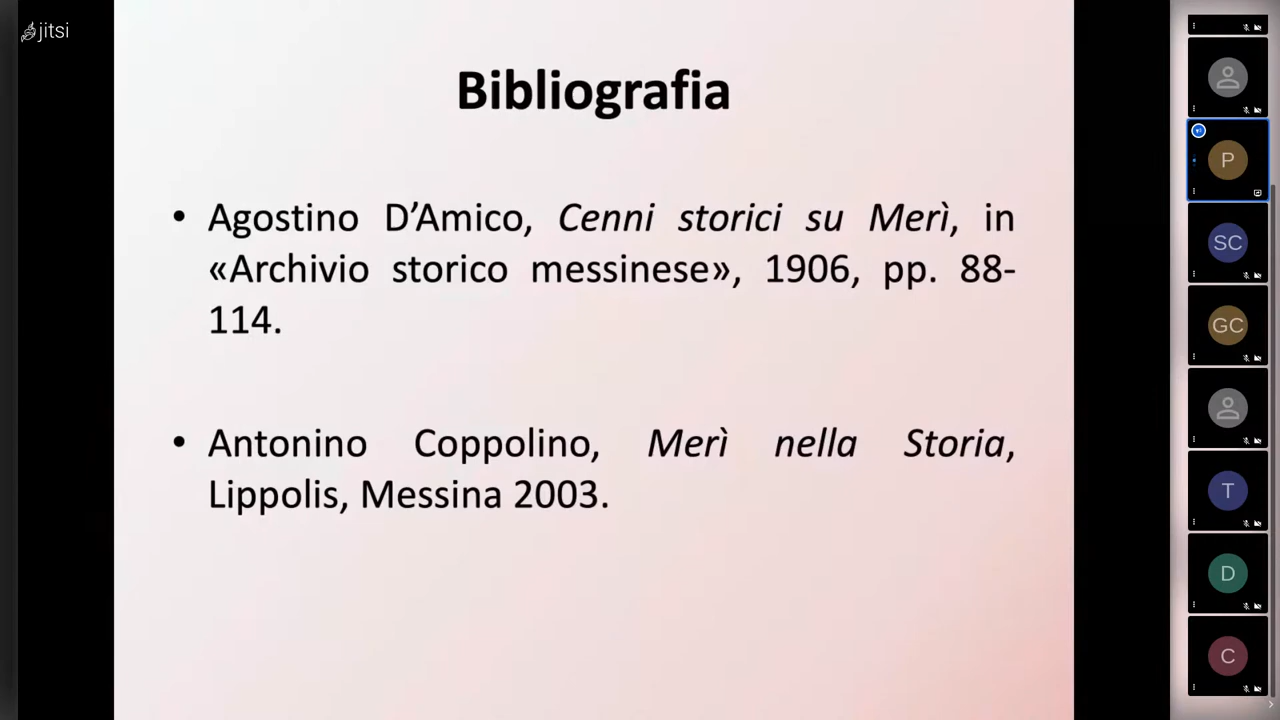 jitsi
Bibliografia
• Agostino D’Amico, Cenni storici su Merì, in
«Archivio storico messinese», 1906, pp. 88-
114.
• Antonino Coppolino, Merì nella Storia,
Lippolis, Messina 2003.
P
SC
GC
T
D
C